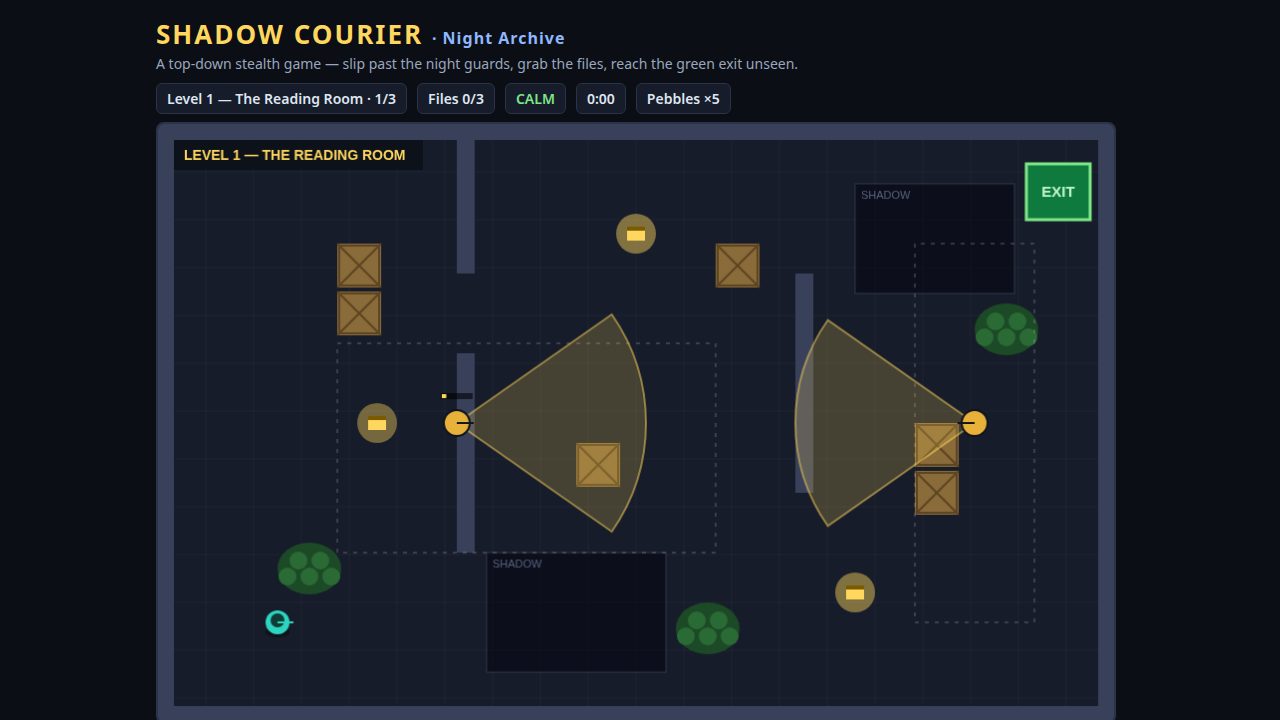 SHADOW COURIER · Night Archive
A top-down stealth game — slip past the night guards, grab the files, reach the green exit unseen.
Level 1 — The Reading Room · 1/3 Files 0/3 CALM 0:00 Pebbles ×5
LEVEL 1 — THE READING ROOM
SHADOW
EXIT
SHADOW